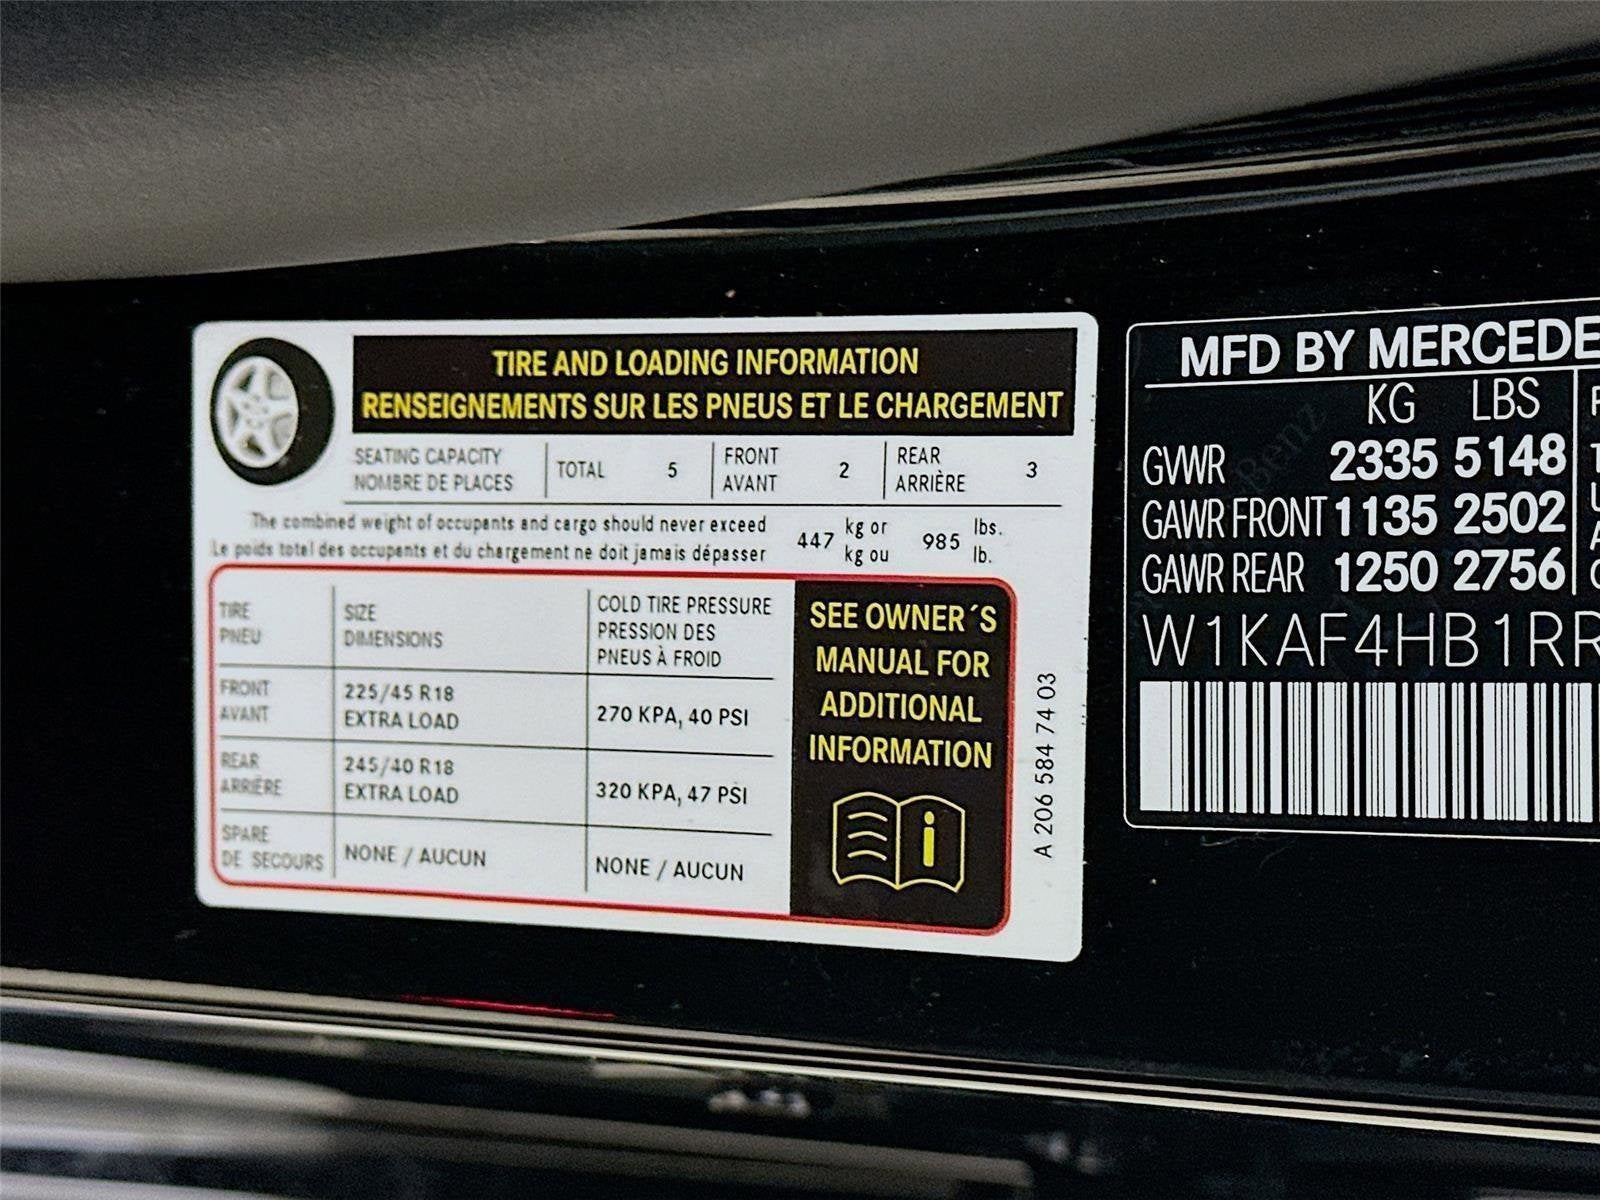 TIRE AND LOADING INFORMATION
RENSEIGNEMENTS SUR LES PNEUS ET LE CHARGEMENT
SEATING CAPACITY
NOMBRE DE PLACES
TOTAL 5
FRONT
AVANT
2
REAR
ARRIÈRE
3
The combined weight of occupants and cargo should never exceed
Le poids total des occupants et du chargement ne doit jamais dépasser
447
kg or
kg ou
985
lbs.
lb.
TIRE
PNEU
SIZE
DIMENSIONS
COLD TIRE PRESSURE
PRESSION DES
PNEUS À FROID
FRONT
AVANT
225/45 R18
EXTRA LOAD
270 KPA, 40 PSI
REAR
ARRIÈRE
245/40 R18
EXTRA LOAD
320 KPA, 47 PSI
SPARE
DE SECOURS
NONE / AUCUN
NONE / AUCUN
SEE OWNER´S
MANUAL FOR
ADDITIONAL
INFORMATION
i
A 206 584 74 03
MFD BY MERCEDE
KG LBS
GVWR 2335 5148
GAWR FRONT 1135 2502
GAWR REAR 1250 2756
W1KAF4HB1RR
Benz